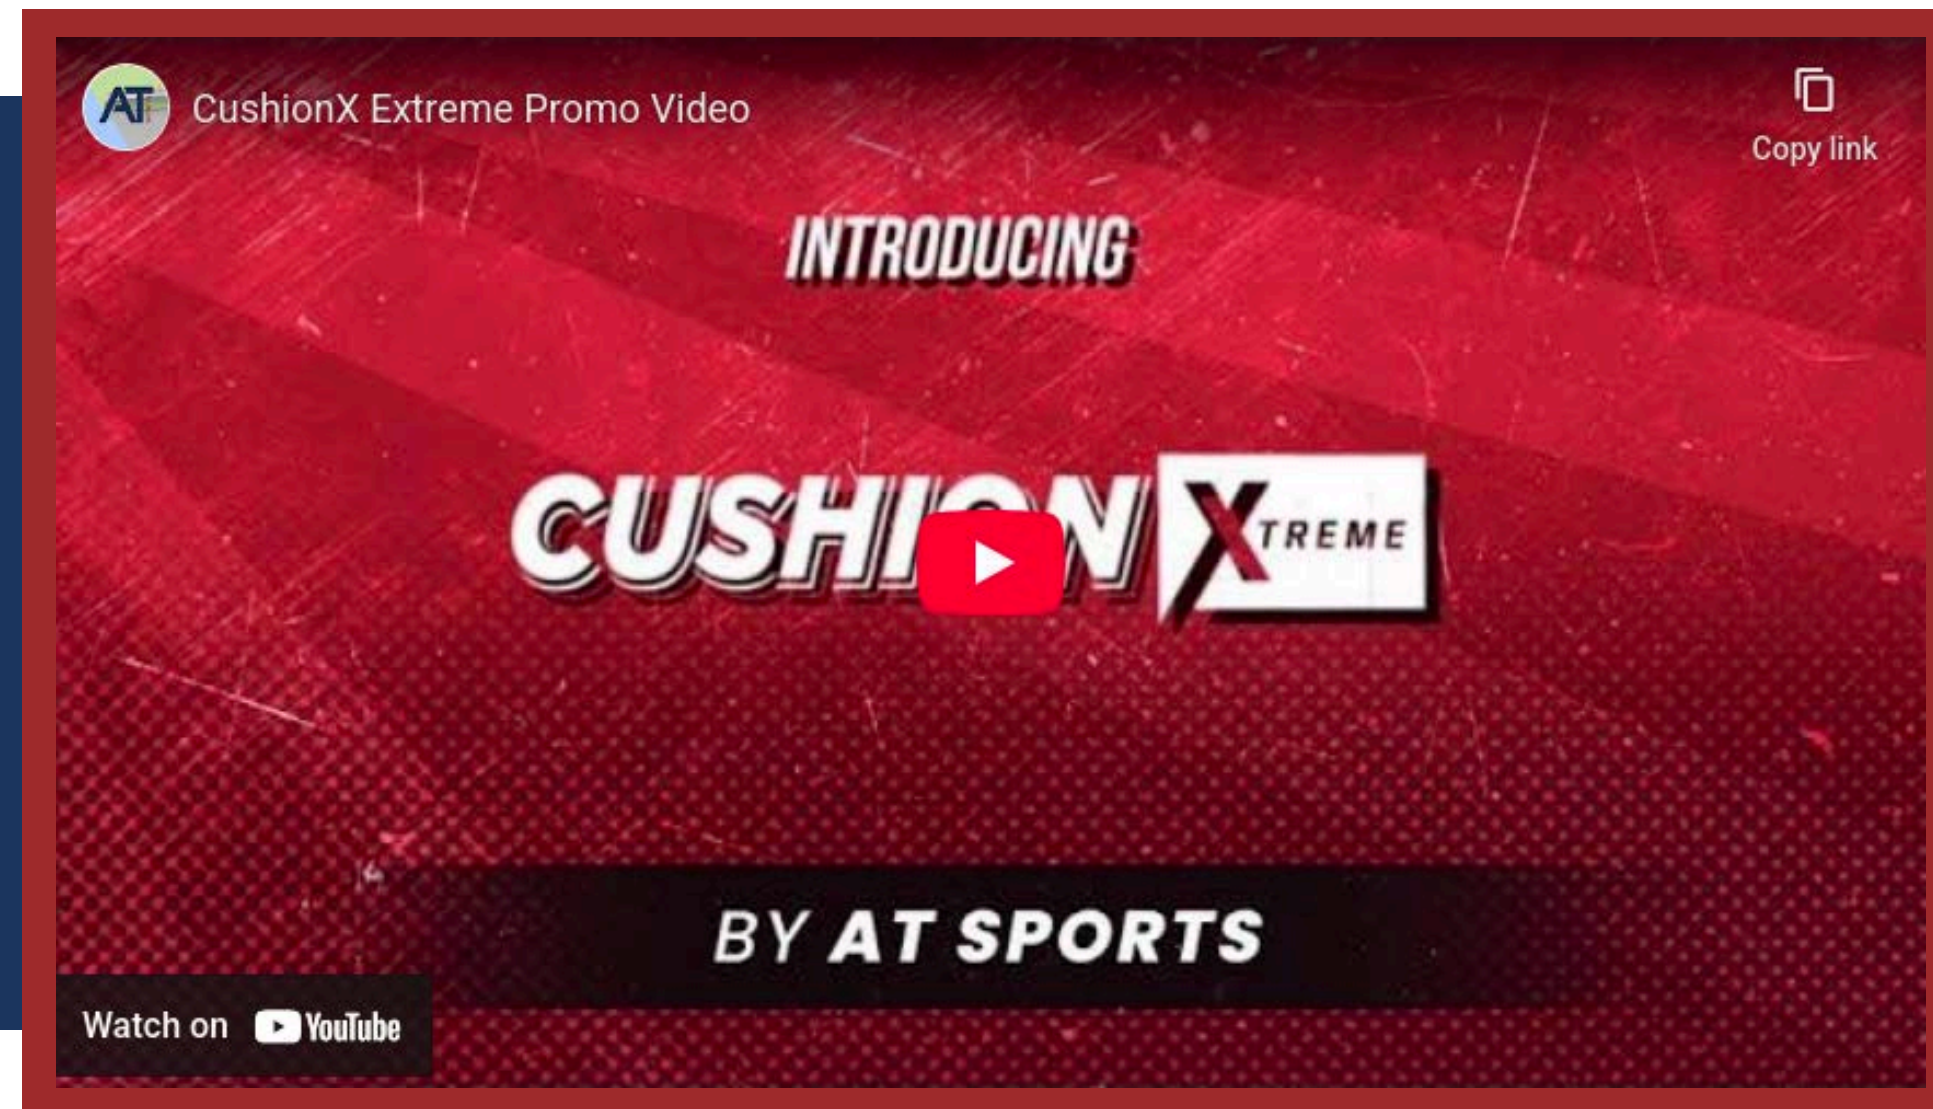 AT
CushionX Extreme Promo Video
Copy link
INTRODUCING
CUSHION XTREME
BY AT SPORTS
Watch on YouTube